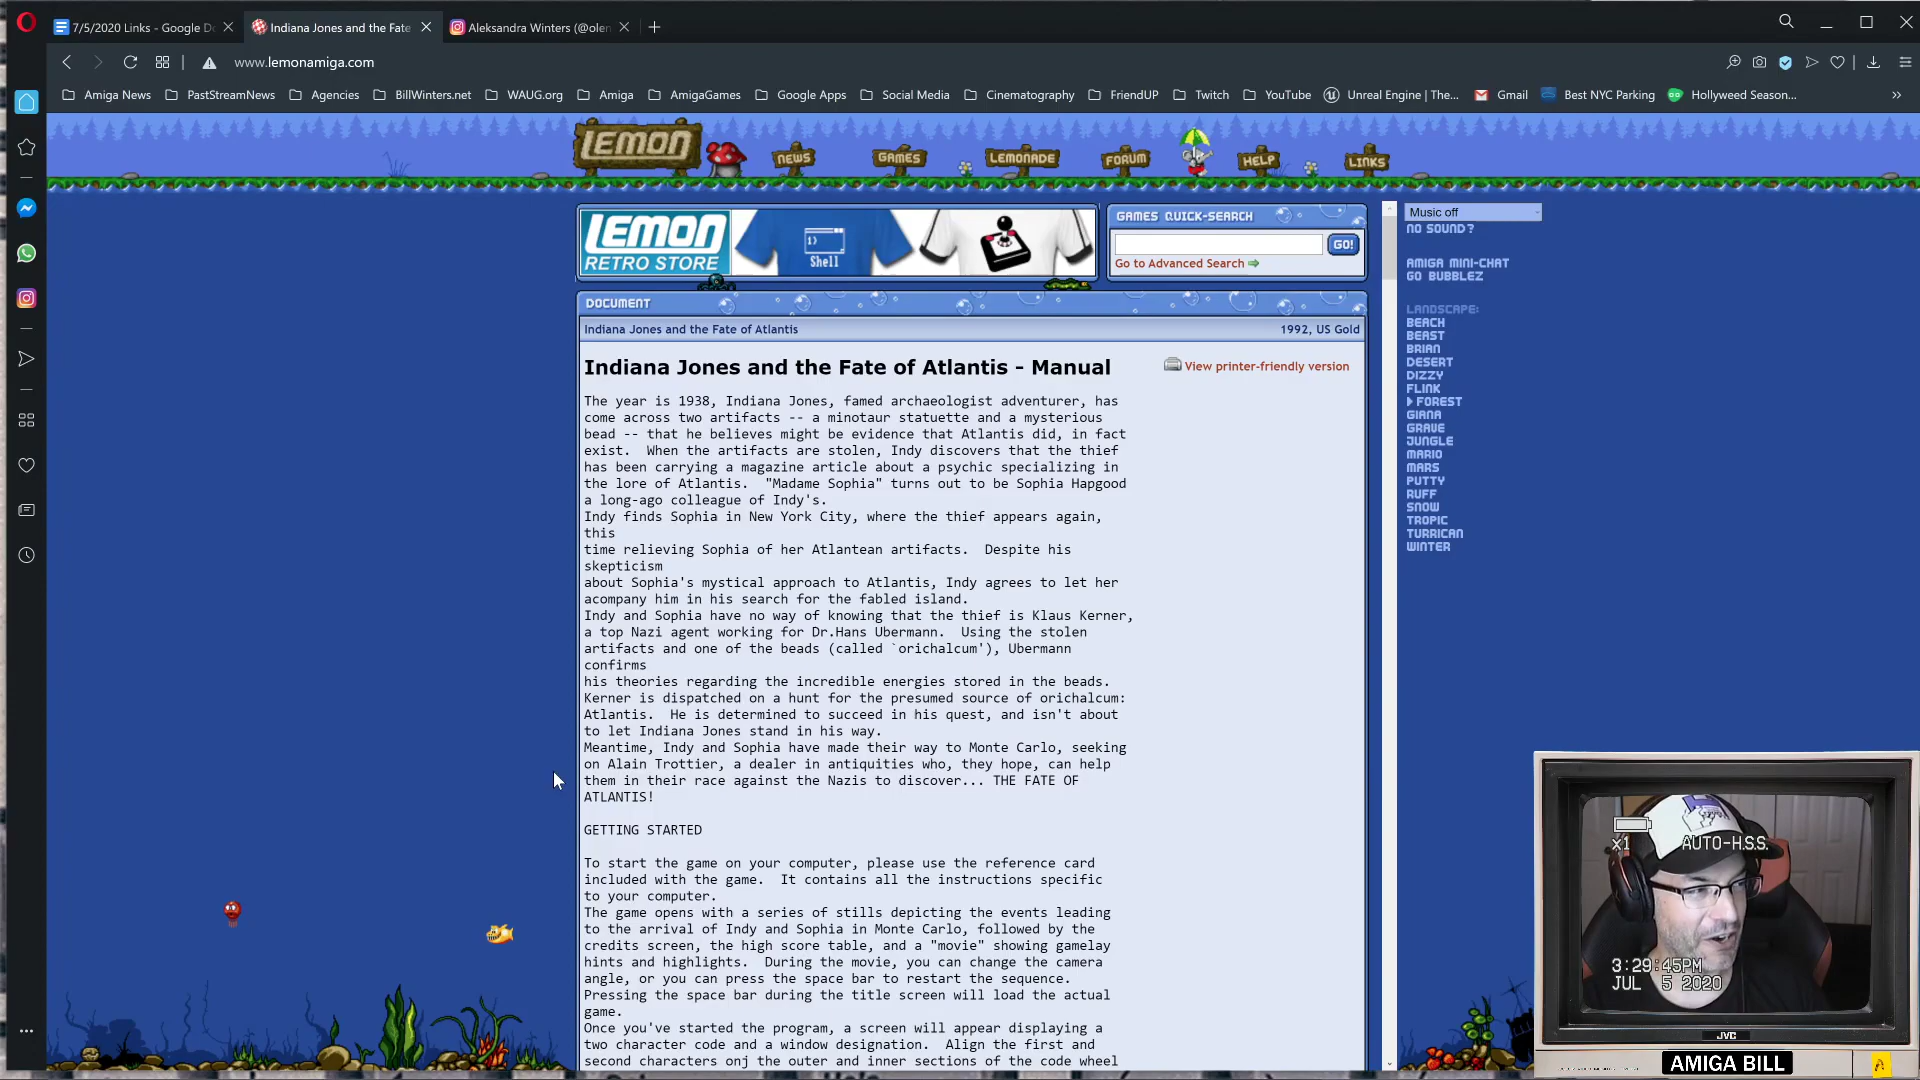 7/5/2020 Links - Google Do
Indiana Jones and the Fate
Aleksandra Winters (@olen
www.lemonamiga.com
Amiga News
PastStreamNews
Agencies
BillWinters.net
WAUG.org
Amiga
AmigaGames
Google Apps
Social Media
Cinematography
FriendUP
Twitch
YouTube
Unreal Engine | The...
Gmail
Best NYC Parking
Hollyweed Season...
LEMON
NEWS
GAMES
LEMONADE
FORUM
HELP
LINKS
LEMON
RETRO STORE
1>
Shell
GAMES QUICK-SEARCH
GO!
Go to Advanced Search
Music off
NO SOUND?
AMIGA MINI-CHAT
GO BUBBLEZ
LANDSCAPE:
BEACH
BEAST
BRIAN
DESERT
DIZZY
FLINK
FOREST
GIANA
GRAVE
JUNGLE
MARIO
MARS
PUTTY
RUFF
SNOW
TROPIC
TURRICAN
WINTER
DOCUMENT
Indiana Jones and the Fate of Atlantis
1992, US Gold
Indiana Jones and the Fate of Atlantis - Manual
View printer-friendly version
The year is 1938, Indiana Jones, famed archaeologist adventurer, has
come across two artifacts -- a minotaur statuette and a mysterious
bead -- that he believes might be evidence that Atlantis did, in fact
exist.  When the artifacts are stolen, Indy discovers that the thief
has been carrying a magazine article about a psychic specializing in
the lore of Atlantis.  "Madame Sophia" turns out to be Sophia Hapgood
a long-ago colleague of Indy's.
Indy finds Sophia in New York City, where the thief appears again,
this
time relieving Sophia of her Atlantean artifacts.  Despite his
skepticism
about Sophia's mystical approach to Atlantis, Indy agrees to let her
acompany him in his search for the fabled island.
Indy and Sophia have no way of knowing that the thief is Klaus Kerner,
a top Nazi agent working for Dr.Hans Ubermann.  Using the stolen
artifacts and one of the beads (called `orichalcum'), Ubermann
confirms
his theories regarding the incredible energies stored in the beads.
Kerner is dispatched on a hunt for the presumed source of orichalcum:
Atlantis.  He is determined to succeed in his quest, and isn't about
to let Indiana Jones stand in his way.
Meantime, Indy and Sophia have made their way to Monte Carlo, seeking
on Alain Trottier, a dealer in antiquities who, they hope, can help
them in their race against the Nazis to discover... THE FATE OF
ATLANTIS!
GETTING STARTED
To start the game on your computer, please use the reference card
included with the game.  It contains all the instructions specific
to your computer.
The game opens with a series of stills depicting the events leading
to the arrival of Indy and Sophia in Monte Carlo, followed by the
credits screen, the high score table, and a "movie" showing gamelay
hints and highlights.  During the movie, you can change the camera
angle, or you can press the space bar to restart the sequence.
Pressing the space bar during the title screen will load the actual
game.
Once you've started the program, a screen will appear displaying a
two character code and a window designation.  Align the first and
second characters onj the outer and inner sections of the code wheel
x1
AUTO-H.S.S.
3:29:45PM
JUL 5 2020
JVC
AMIGA BILL